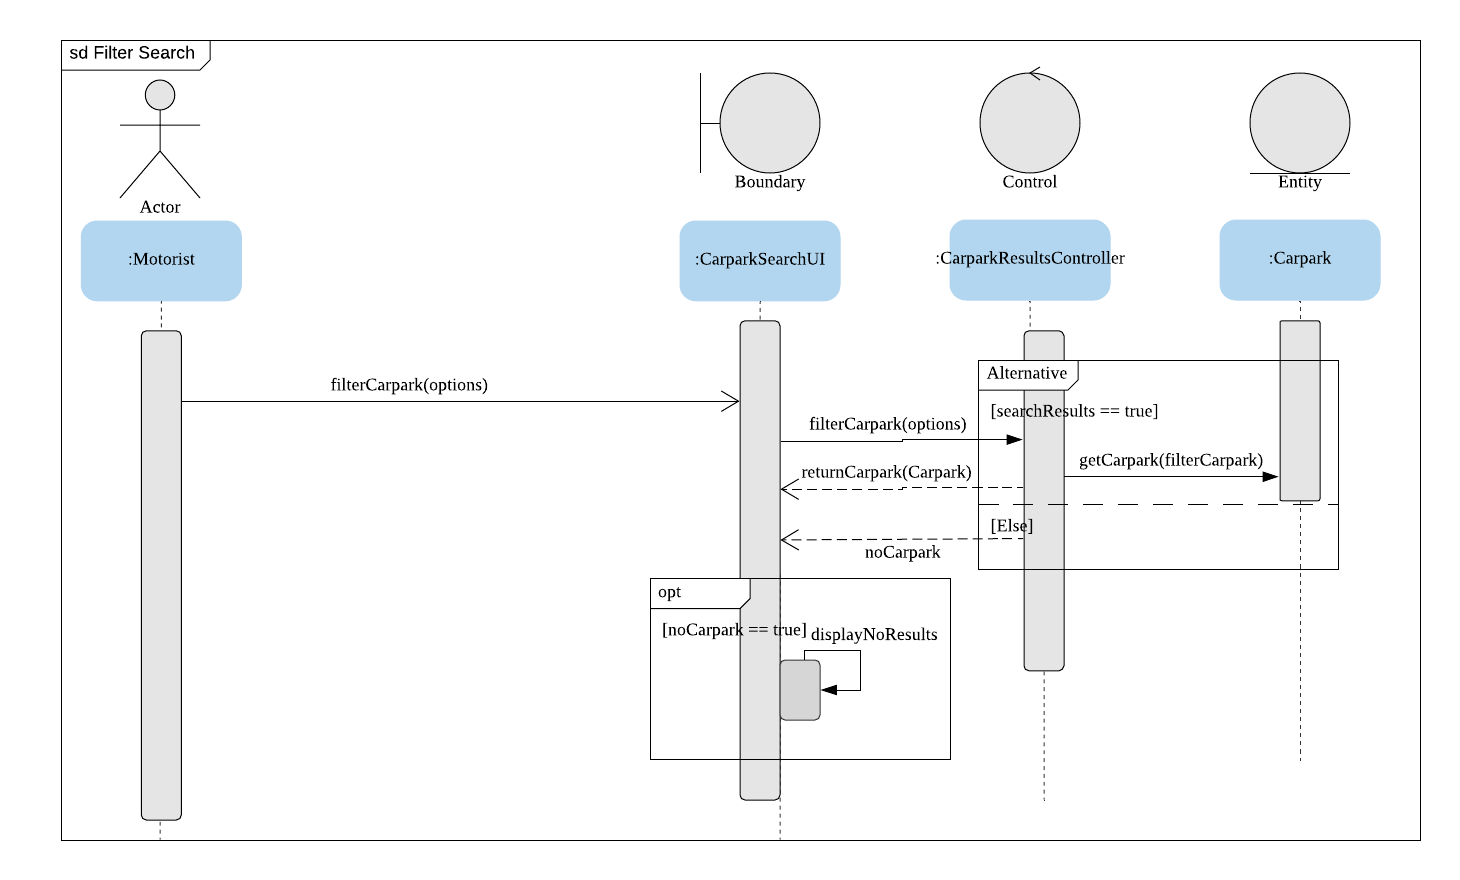 sd Filter Search
Actor
Boundary
Control
Entity
:Motorist
:CarparkSearchUI
:CarparkResultsController
:Carpark
Alternative
filterCarpark(options)
[searchResults == true]
filterCarpark(options)
getCarpark(filterCarpark)
returnCarpark(Carpark)
[Else]
noCarpark
opt
[noCarpark == true]
displayNoResults